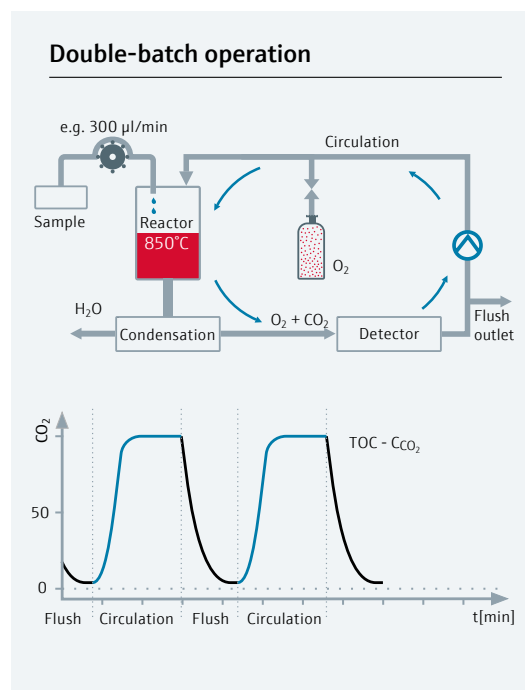 Double-batch operation
e.g. 300 µl/min
Circulation
Sample
Reactor
850°C
O₂
H₂O
Condensation
O₂ + CO₂
Detector
Flush
outlet
CO₂
TOC - C_CO₂
50
0
Flush Circulation Flush Circulation t[min]